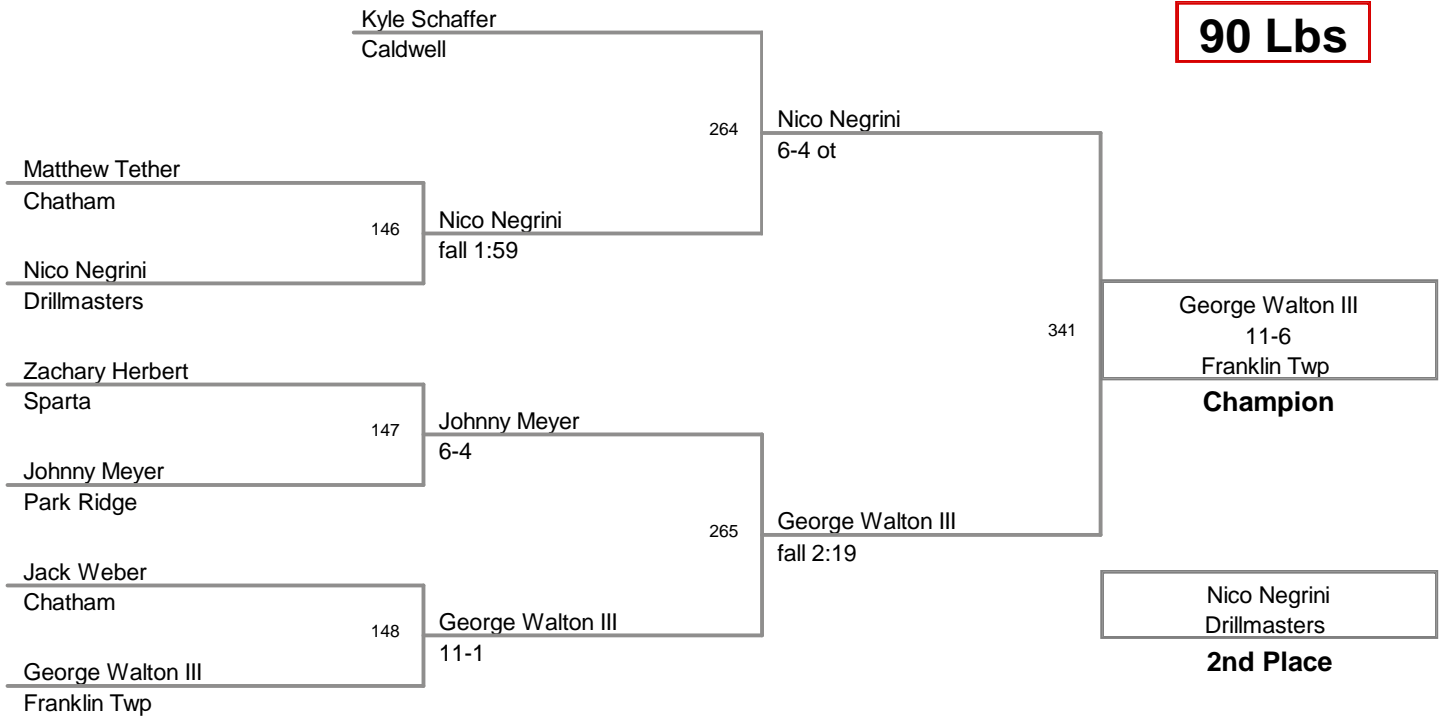 Kyle Schaffer
Caldwell
90 Lbs
264
Nico Negrini
6-4 ot
Matthew Tether
Chatham
146
Nico Negrini
fall 1:59
Nico Negrini
Drillmasters
341
George Walton III
11-6
Franklin Twp
Champion
Zachary Herbert
Sparta
147
Johnny Meyer
6-4
Johnny Meyer
Park Ridge
265
George Walton III
fall 2:19
Jack Weber
Chatham
148
George Walton III
11-1
George Walton III
Franklin Twp
Nico Negrini
Drillmasters
2nd Place